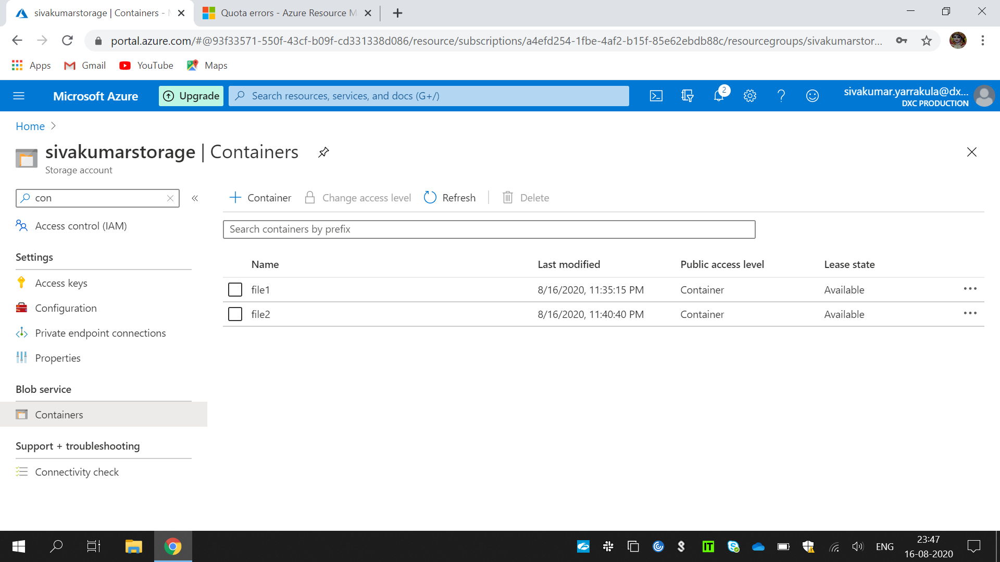 sivakumarstorage | Containers -
Quota errors - Azure Resource M
portal.azure.com/#@93f33571-550f-43cf-b09f-cd331338d086/resource/subscriptions/a4efd254-1fbe-4af2-b15f-85e62ebdb88c/resourcegroups/sivakumarstor...
Apps Gmail YouTube Maps
Microsoft Azure Upgrade Search resources, services, and docs (G+/) 2 sivakumar.yarrakula@dx...
DXC PRODUCTION
Home
sivakumarstorage | Containers
Storage account
con
Access control (IAM)
Settings
Access keys
Configuration
Private endpoint connections
Properties
Blob service
Containers
Support + troubleshooting
Connectivity check
Container Change access level Refresh Delete
Search containers by prefix
Name Last modified Public access level Lease state
file1 8/16/2020, 11:35:15 PM Container Available
file2 8/16/2020, 11:40:40 PM Container Available
IT ENG 23:47
16-08-2020